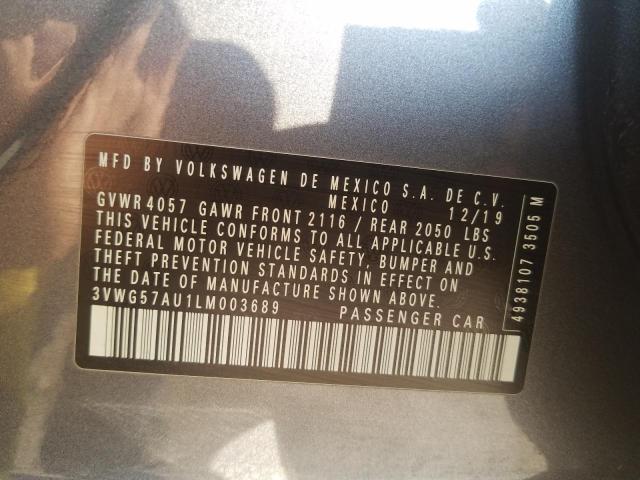 MFD BY VOLKSWAGEN DE MEXICO S.A. DE C.V.
MEXICO 12/19
GVWR 4057 GAWR FRONT 2116 / REAR 2050 LBS
THIS VEHICLE CONFORMS TO ALL APPLICABLE U.S.
FEDERAL MOTOR VEHICLE SAFETY, BUMPER AND
THEFT PREVENTION STANDARDS IN EFFECT ON
THE DATE OF MANUFACTURE SHOWN ABOVE.
3VWG57AU1LM003689 PASSENGER CAR
4938107 3505 M